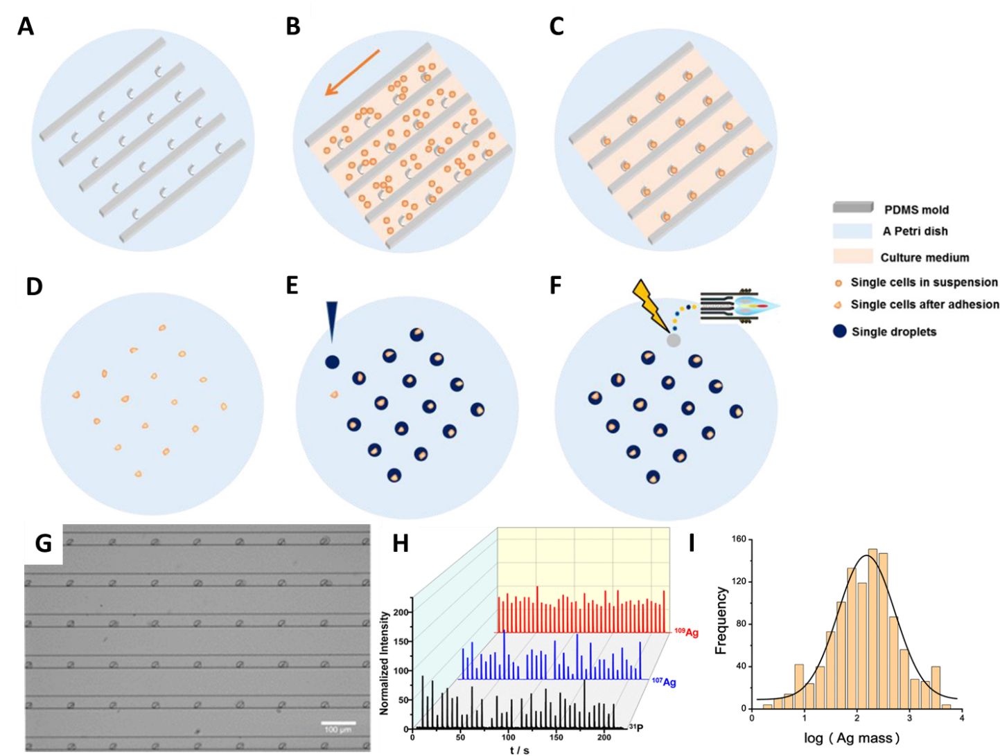 A
B
C
PDMS mold
A Petri dish
Culture medium
Single cells in suspension
Single cells after adhesion
Single droplets
D
E
F
G
100 µm
H
Normalized Intensity
200
150
100
50
0
0
50
100
150
200
t / s
¹⁰⁹Ag
¹⁰⁷Ag
³¹P
I
Frequency
160
120
80
40
0
0
1
2
3
4
log ( Ag mass )